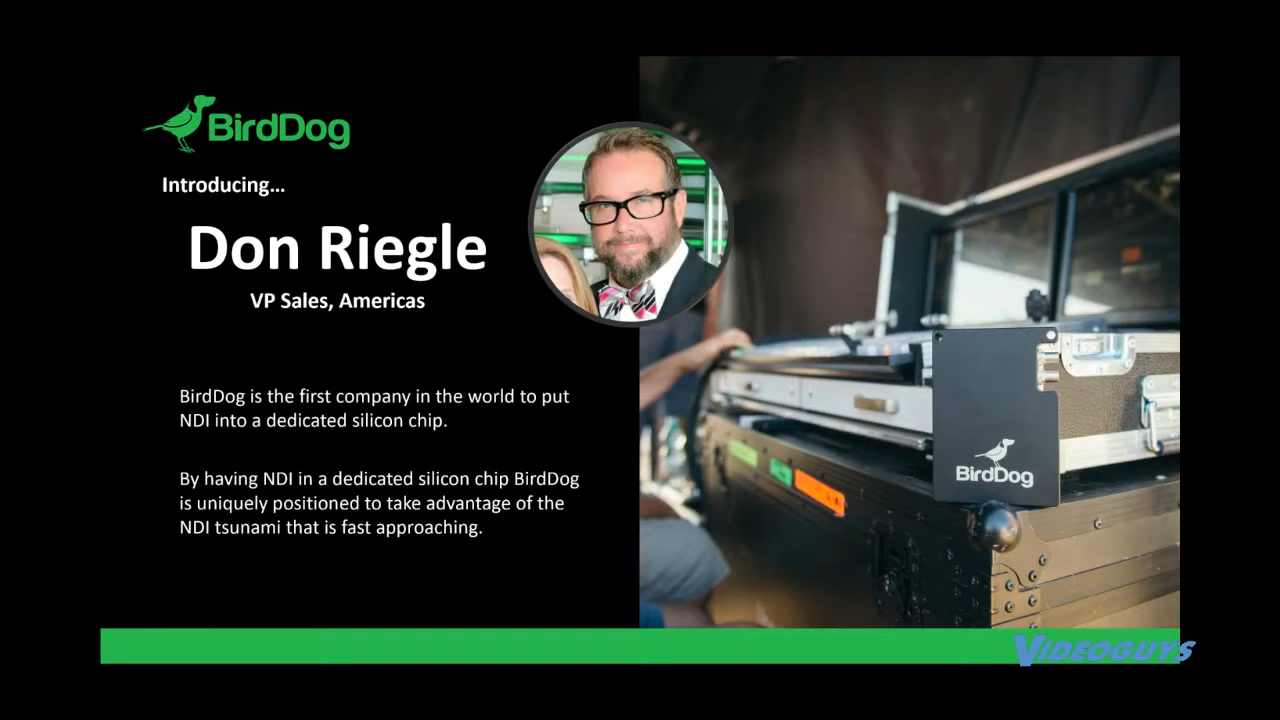 BirdDog
Introducing...
Don Riegle
VP Sales, Americas
BirdDog is the first company in the world to put
NDI into a dedicated silicon chip.
By having NDI in a dedicated silicon chip BirdDog
is uniquely positioned to take advantage of the
NDI tsunami that is fast approaching.
BirdDog
VIDEOGUYS